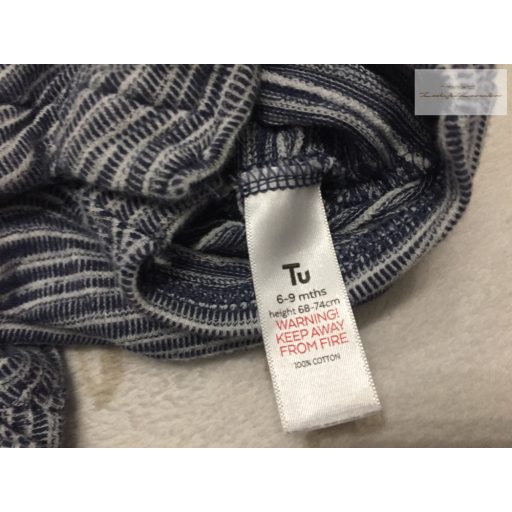 Tu
6-9 mths
height 68-74cm
WARNING!
KEEP AWAY
FROM FIRE
100% COTTON